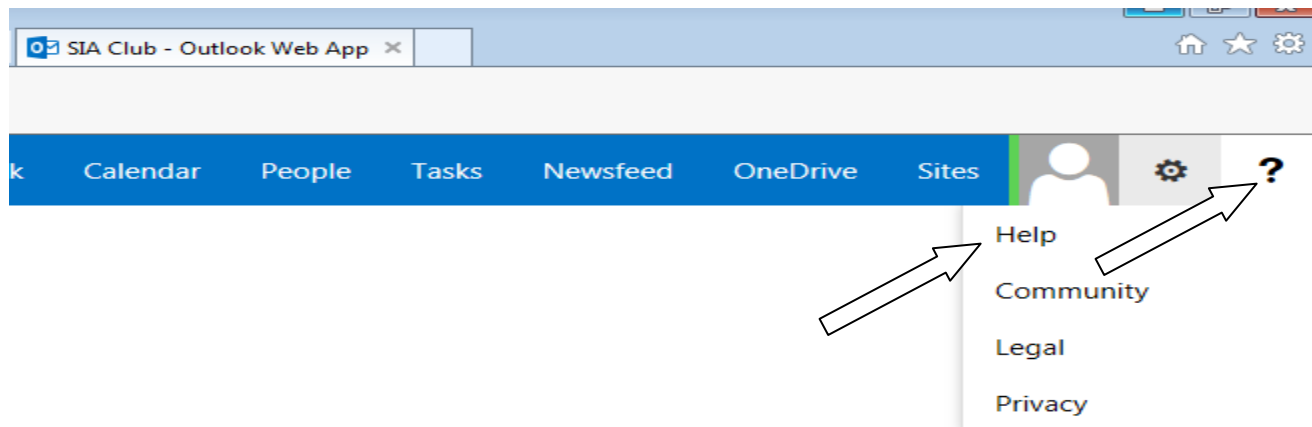 SIA Club - Outlook Web App
k Calendar People Tasks Newsfeed OneDrive Sites ?
Help
Community
Legal
Privacy